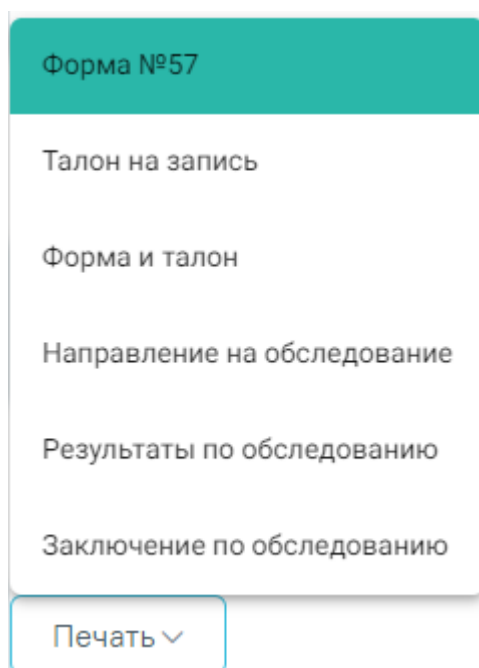 Форма №57
Талон на запись
Форма и талон
Направление на обследование
Результаты по обследованию
Заключение по обследованию
Печать